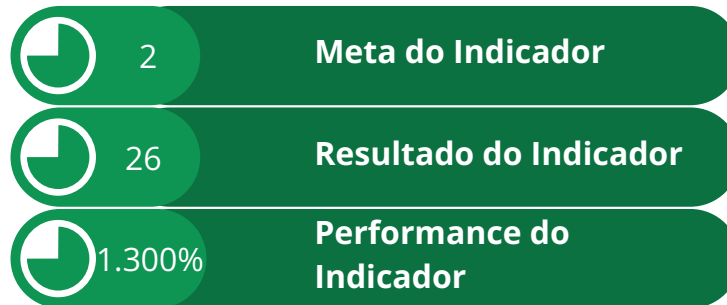 2
Meta do Indicador
26
Resultado do Indicador
1.300%
Performance do
Indicador